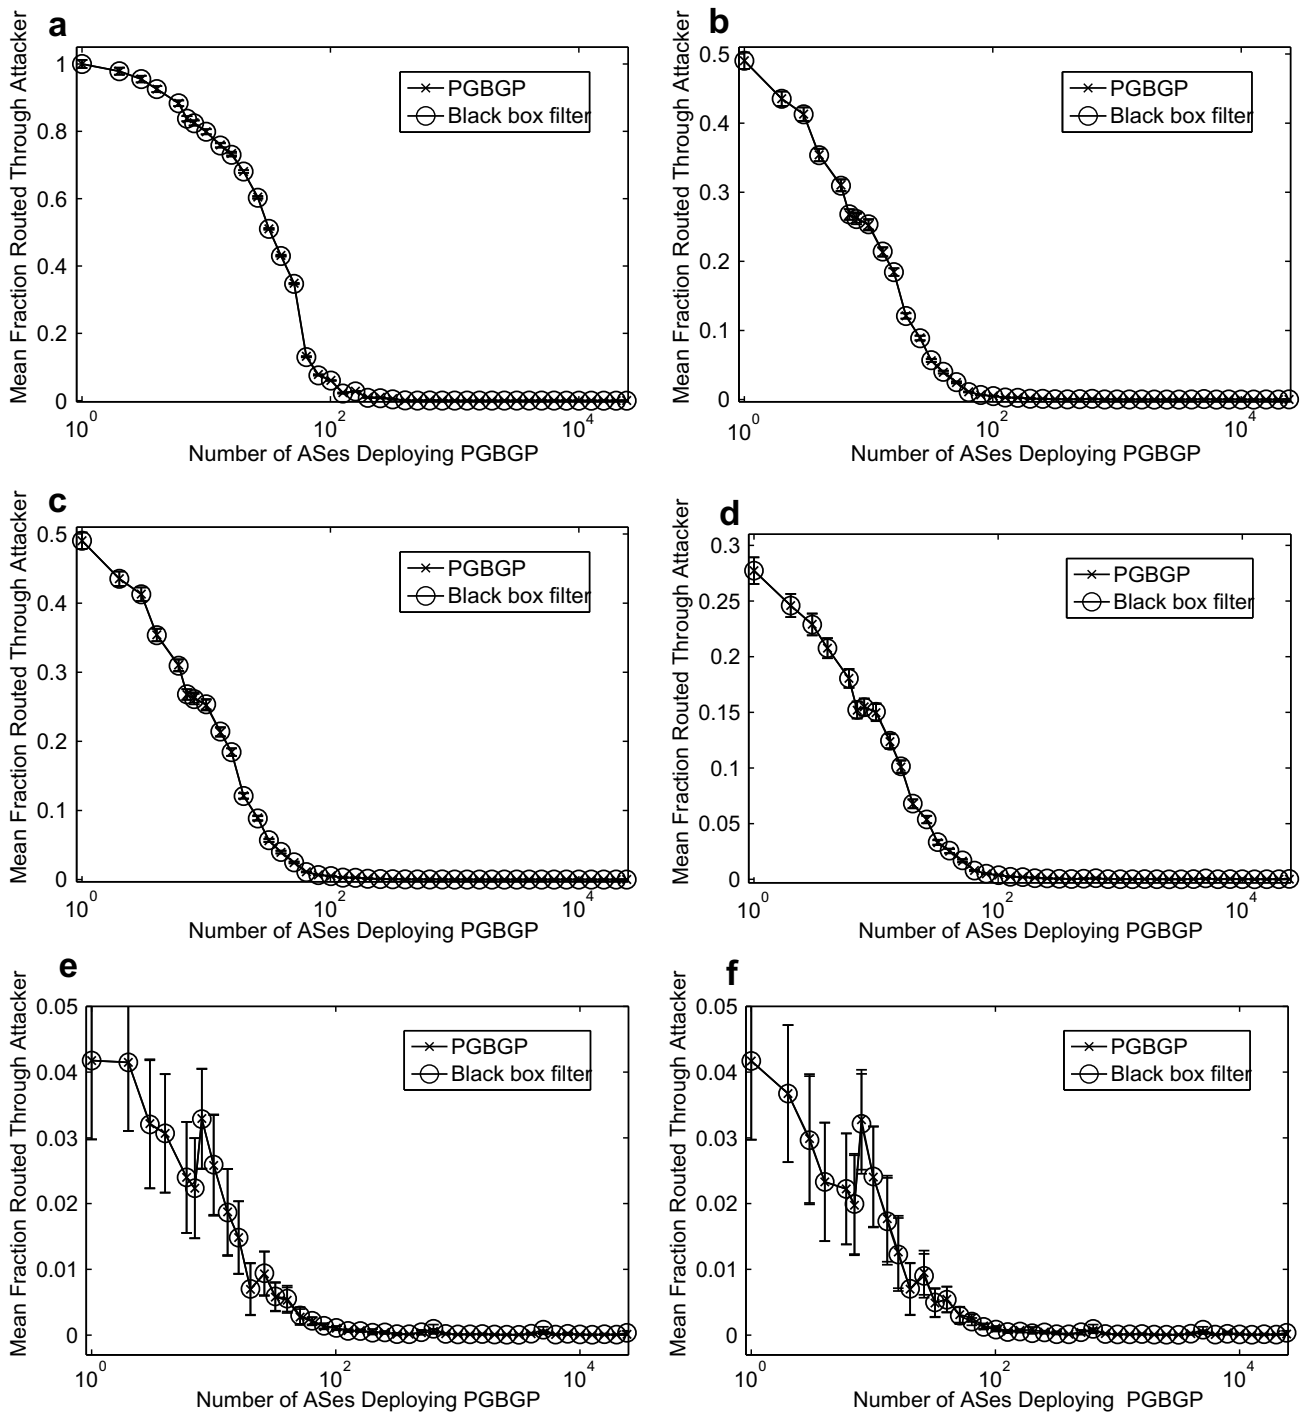 a
Mean Fraction Routed Through Attacker
1
0.8
0.6
0.4
0.2
0
10^0
10^2
10^4
Number of ASes Deploying PGBGP
PGBGP
Black box filter
b
Mean Fraction Routed Through Attacker
0.5
0.4
0.3
0.2
0.1
0
10^0
10^2
10^4
Number of ASes Deploying PGBGP
PGBGP
Black box filter
c
Mean Fraction Routed Through Attacker
0.5
0.4
0.3
0.2
0.1
0
10^0
10^2
10^4
Number of ASes Deploying PGBGP
PGBGP
Black box filter
d
Mean Fraction Routed Through Attacker
0.3
0.25
0.2
0.15
0.1
0.05
0
10^0
10^2
10^4
Number of ASes Deploying PGBGP
PGBGP
Black box filter
e
Mean Fraction Routed Through Attacker
0.05
0.04
0.03
0.02
0.01
0
10^0
10^2
10^4
Number of ASes Deploying PGBGP
PGBGP
Black box filter
f
Mean Fraction Routed Through Attacker
0.05
0.04
0.03
0.02
0.01
0
10^0
10^2
10^4
Number of ASes Deploying PGBGP
PGBGP
Black box filter